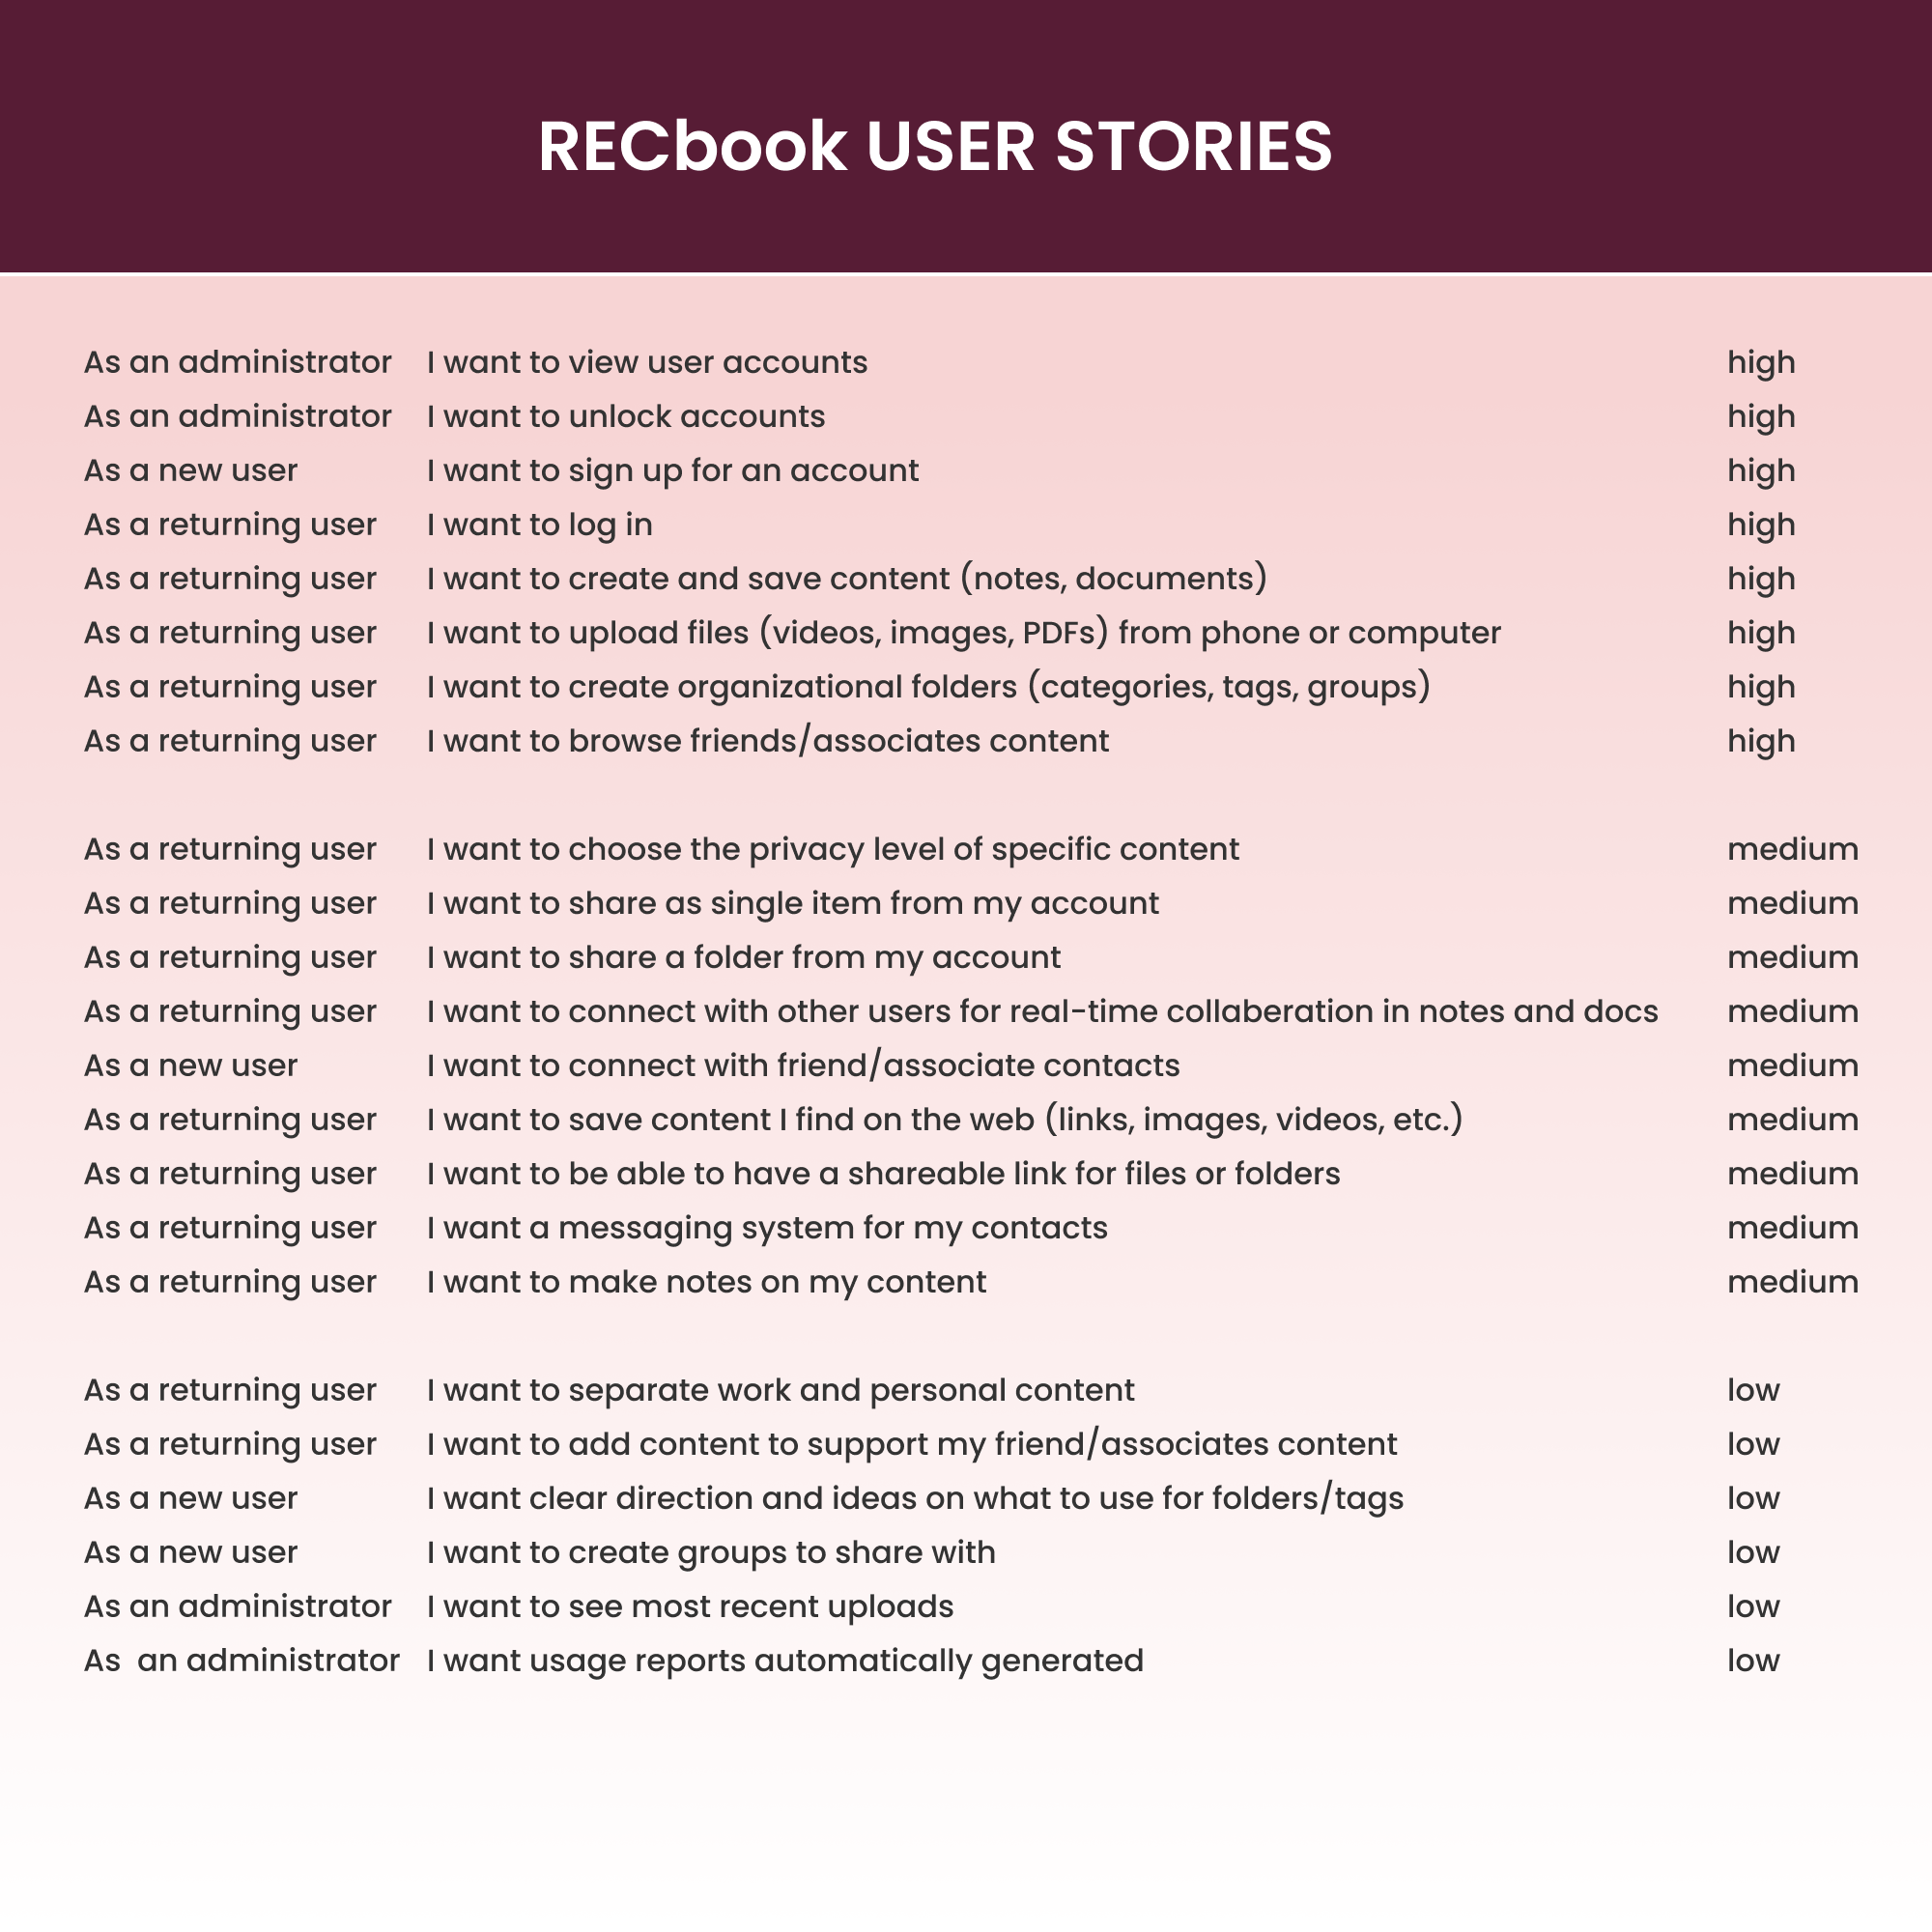 RECbook USER STORIES
As an administrator I want to view user accounts high
As an administrator I want to unlock accounts high
As a new user I want to sign up for an account high
As a returning user I want to log in high
As a returning user I want to create and save content (notes, documents) high
As a returning user I want to upload files (videos, images, PDFs) from phone or computer high
As a returning user I want to create organizational folders (categories, tags, groups) high
As a returning user I want to browse friends/associates content high
As a returning user I want to choose the privacy level of specific content medium
As a returning user I want to share as single item from my account medium
As a returning user I want to share a folder from my account medium
As a returning user I want to connect with other users for real-time collaberation in notes and docs medium
As a new user I want to connect with friend/associate contacts medium
As a returning user I want to save content I find on the web (links, images, videos, etc.) medium
As a returning user I want to be able to have a shareable link for files or folders medium
As a returning user I want a messaging system for my contacts medium
As a returning user I want to make notes on my content medium
As a returning user I want to separate work and personal content low
As a returning user I want to add content to support my friend/associates content low
As a new user I want clear direction and ideas on what to use for folders/tags low
As a new user I want to create groups to share with low
As an administrator I want to see most recent uploads low
As  an administrator I want usage reports automatically generated low